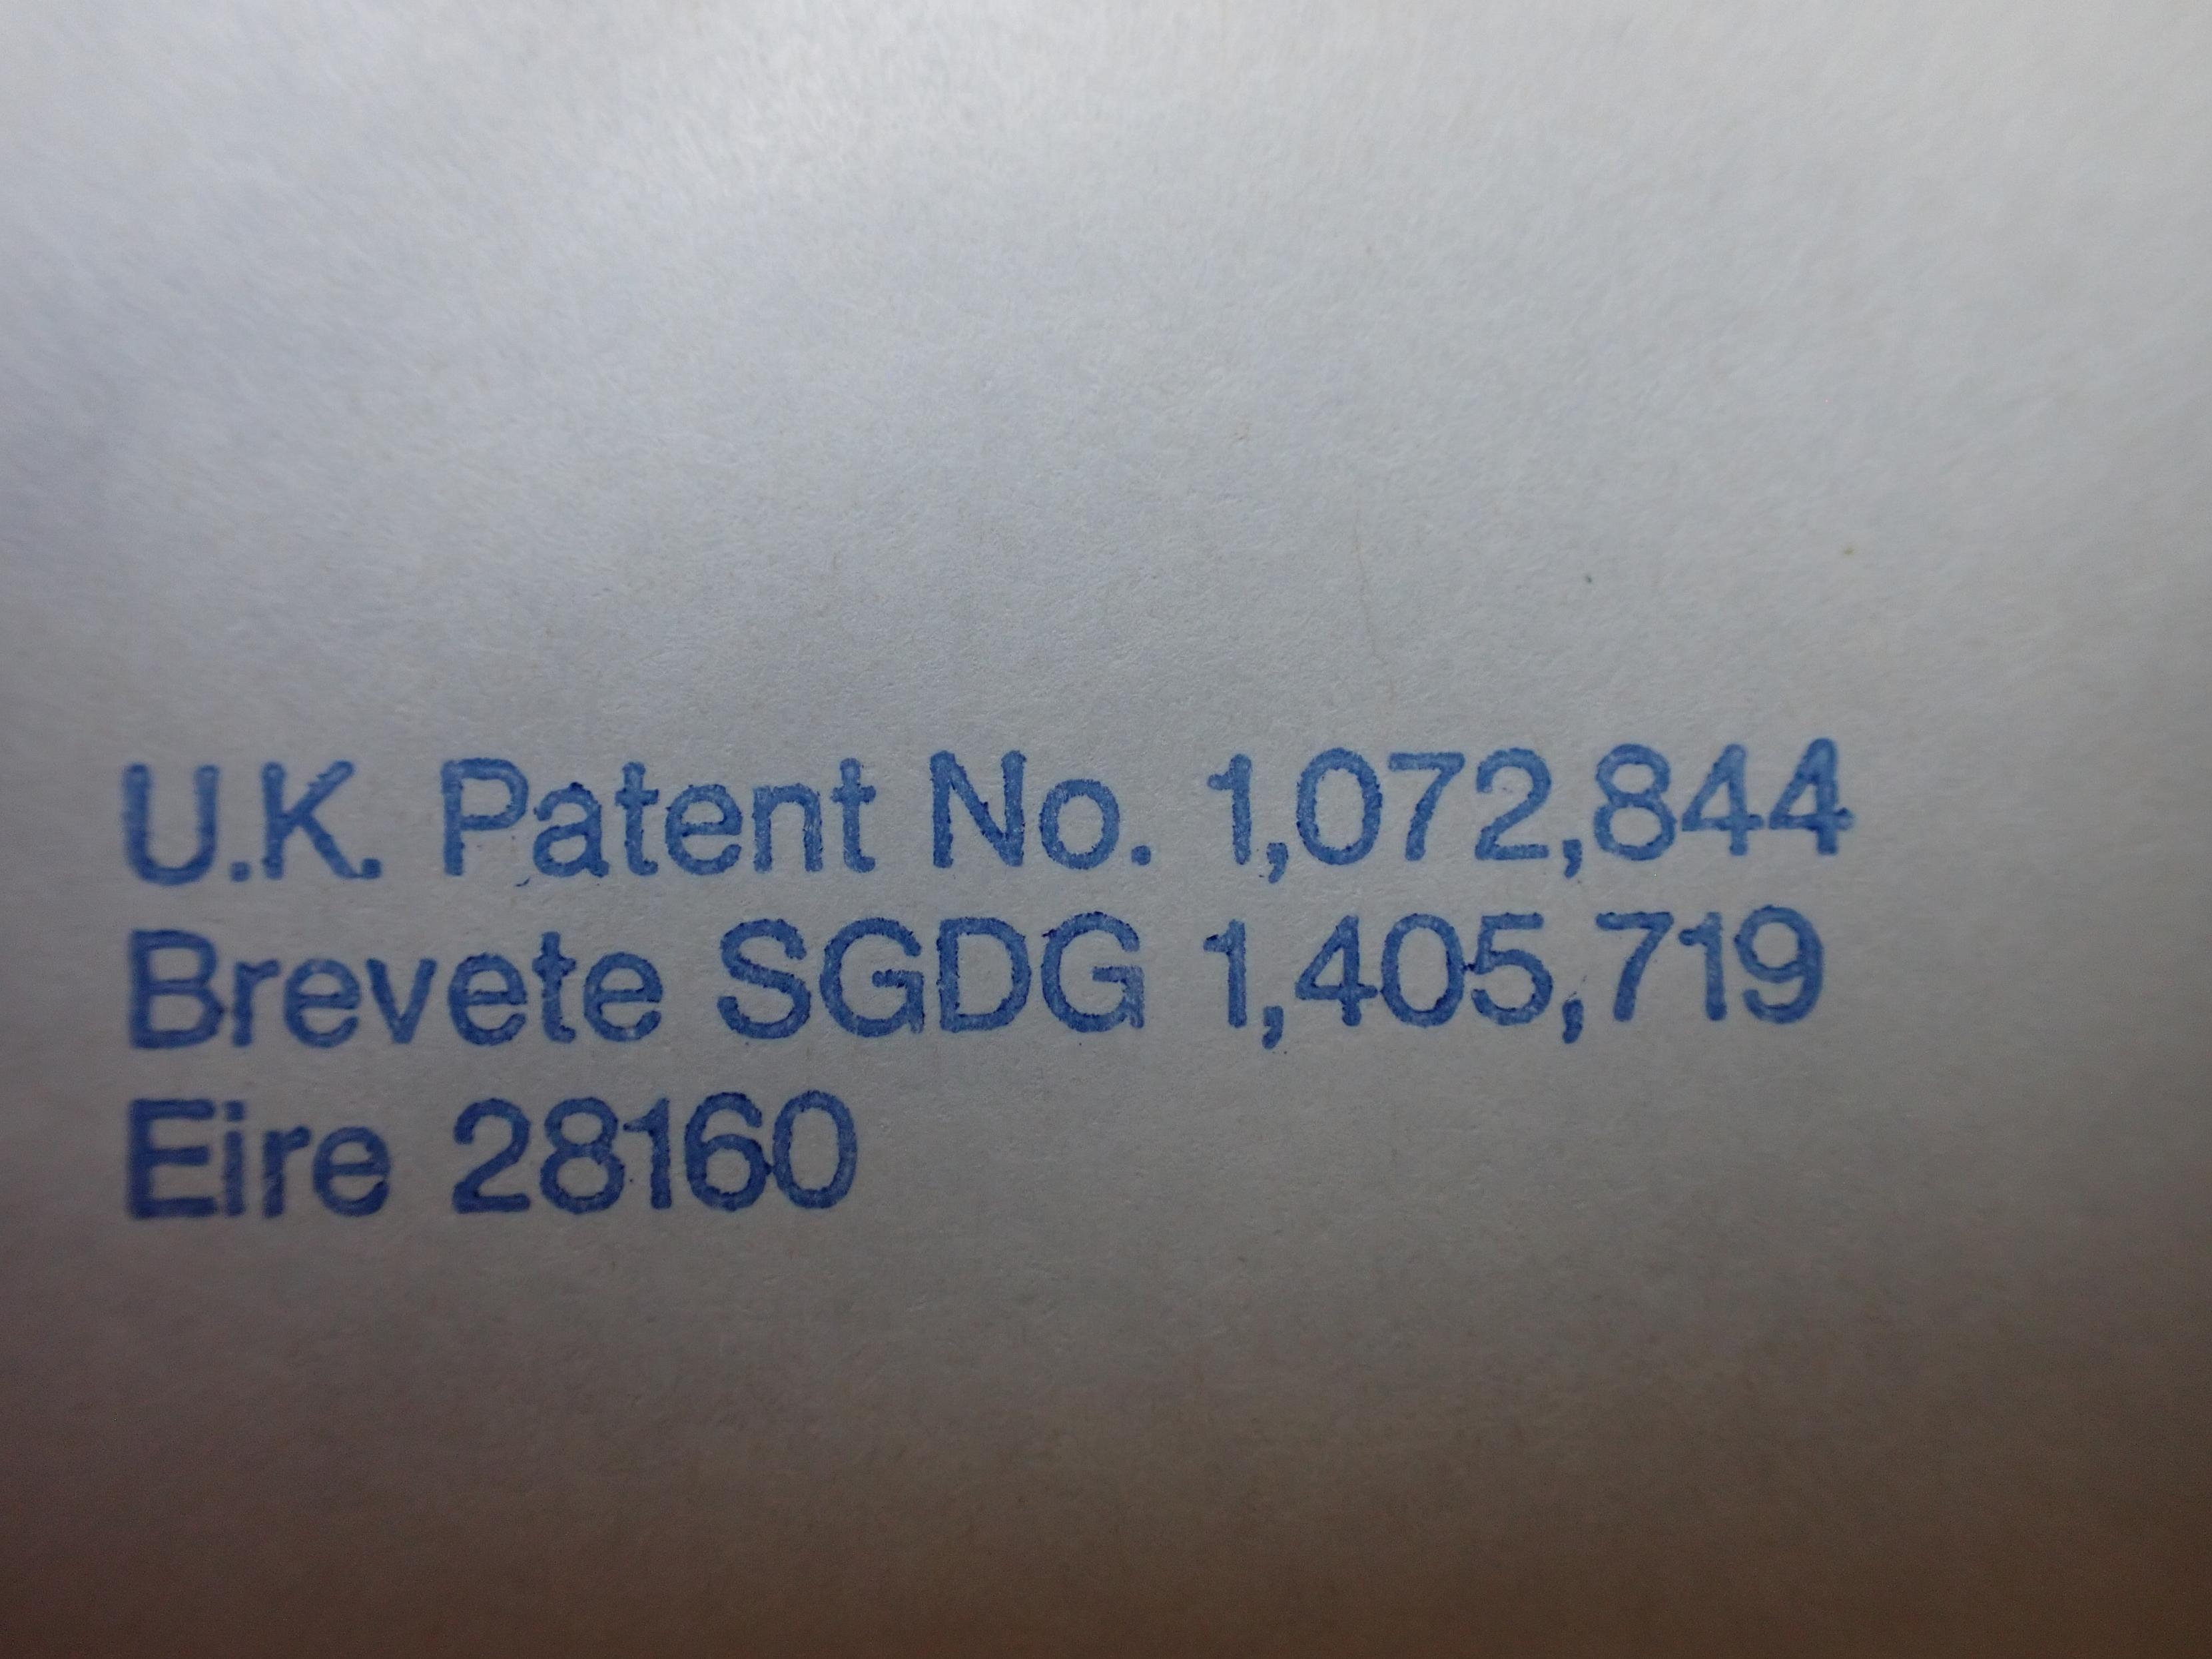 U.K. Patent No. 1,072,844
Brevete SGDG 1,405,719
Eire 28160